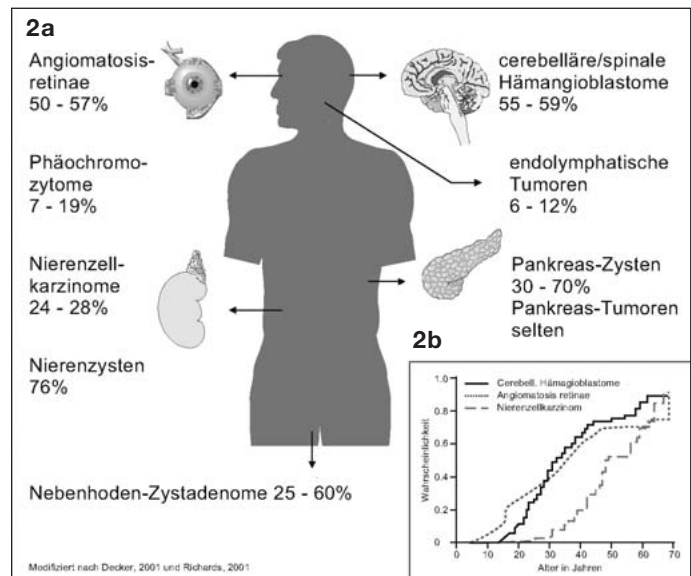 2a
Angiomatosis-
retinae
50 - 57%
cerebelläre/spinale
Hämangioblastome
55 - 59%
Phäochromo-
zytome
7 - 19%
endolymphatische
Tumoren
6 - 12%
Nierenzell-
karzinome
24 - 28%
Pankreas-Zysten
30 - 70%
Pankreas-Tumoren
selten
Nierenzysten
76%
Nebenhoden-Zystadenome 25 - 60%
Modifiziert nach Decker, 2001 und Richards, 2001
2b
Cerebell. Hämagioblastome
Angiomatosis retinae
Nierenzellkarzinom
Wahrscheinlichkeit
1.0
0.8
0.6
0.4
0.2
0
0 10 20 30 40 50 60 70
Alter in Jahren